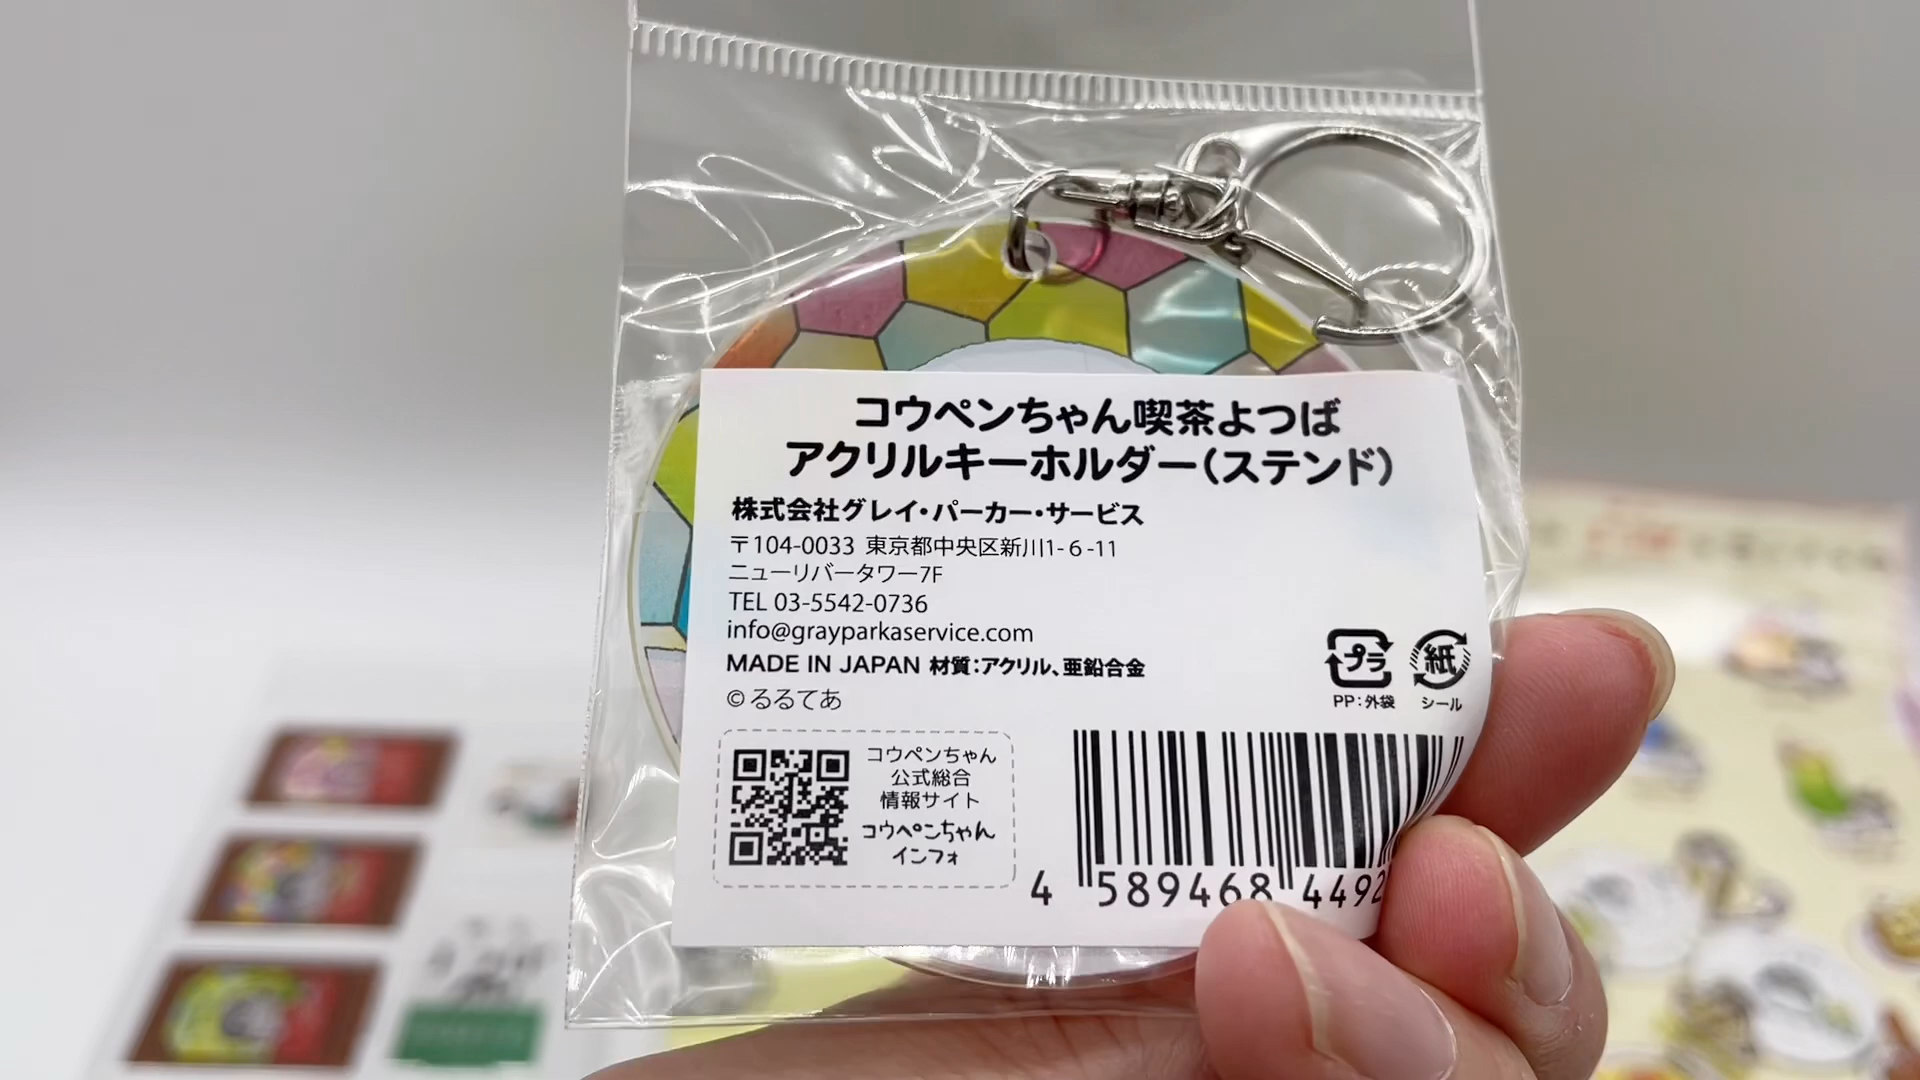 コウペンちゃん喫茶よつば
アクリルキーホルダー（ステンド）
株式会社グレイ・パーカー・サービス
〒104-0033 東京都中央区新川1-6-11
ニューリバータワー7F
TEL 03-5542-0736
info@grayparkaservice.com
MADE IN JAPAN 材質：アクリル、亜鉛合金
©るるてあ
プラ
PP：外袋
紙
シール
コウペンちゃん
公式総合
情報サイト
コウペンちゃん
インフォ
4 589468 4492